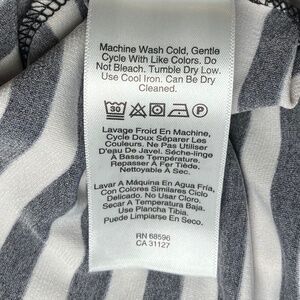 Machine Wash Cold, Gentle
Cycle With Like Colors. Do
Not Bleach. Tumble Dry Low.
Use Cool Iron. Can Be Dry
Cleaned.
30 P
Lavage Froid En Machine,
Cycle Doux Séparer Les
Couleurs. Ne Pas Utiliser
D'eau De Javel. Sèche-linge
À Basse Température.
Repasser À Fer Tiède.
Nettoyable À Sec.
Lavar A Máquina En Agua Fría,
Con Colores Similares Ciclo
Delicado. No Usar Cloro.
Secar A Temperatura Baja.
Use Plancha Tibia.
Puede Limpiarse En Seco.
RN 68596
CA 31127